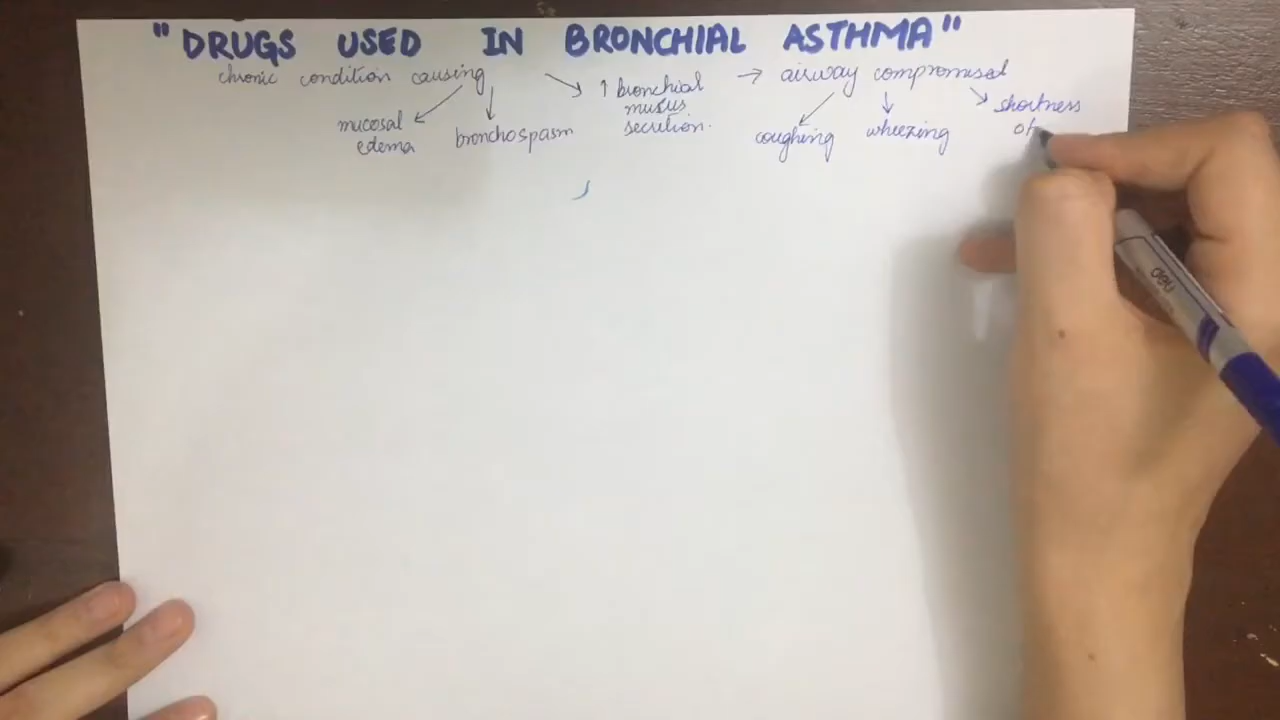 "DRUGS USED IN BRONCHIAL ASTHMA"
chronic condition causing → ↑ bronchial → airway compromised
mucus
secretion.
mucosal
edema
bronchospasm
coughing
wheezing
shortness
of
deli